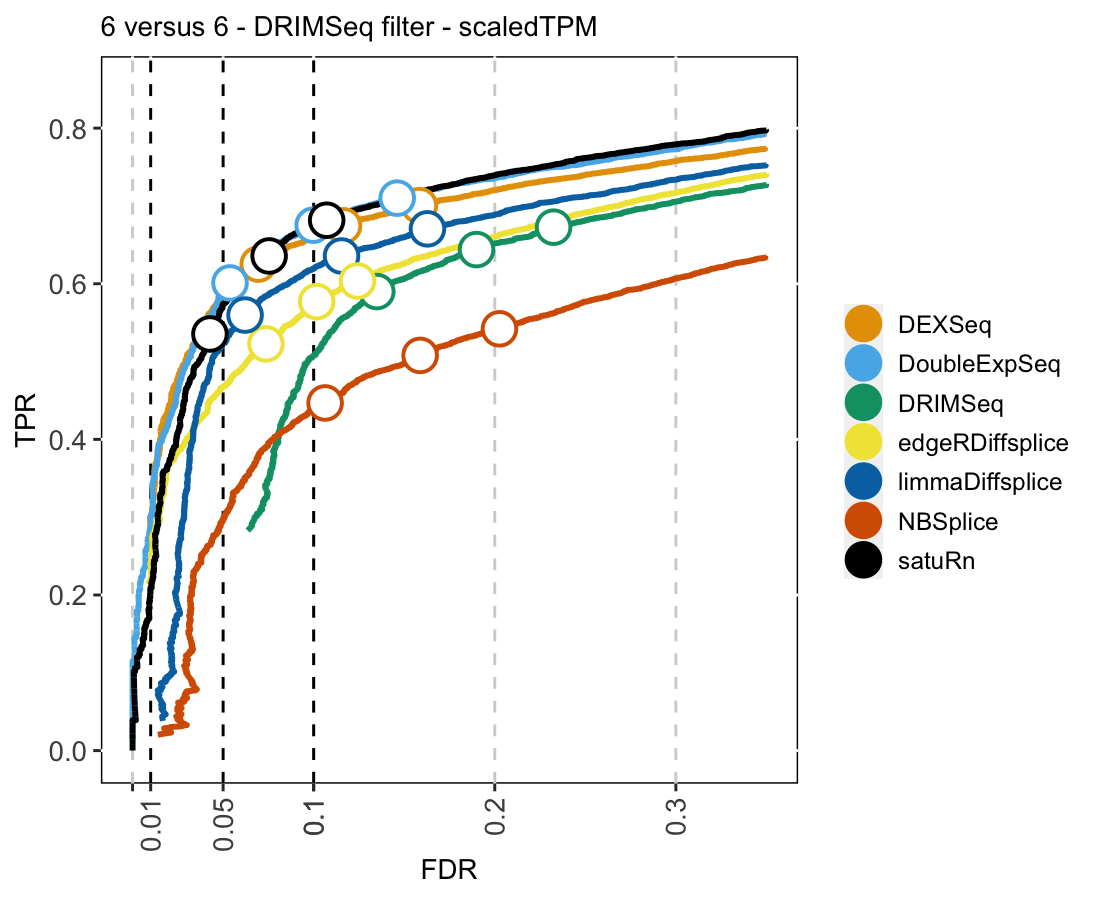 6 versus 6 - DRIMSeq filter - scaledTPM
TPR
0.8
0.6
0.4
0.2
0.0
0.01
0.05
0.1
0.2
0.3
FDR
DEXSeq
DoubleExpSeq
DRIMSeq
edgeRDiffsplice
limmaDiffsplice
NBSplice
satuRn